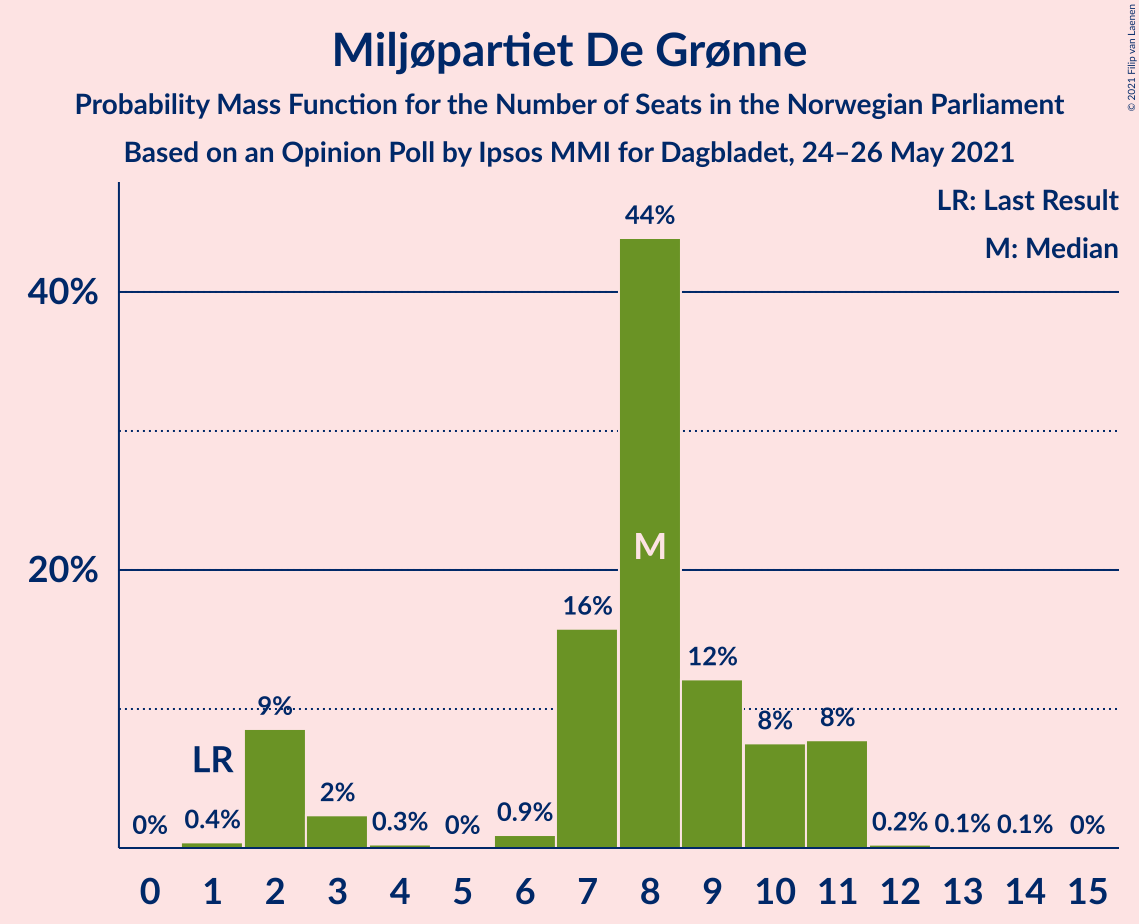 Miljøpartiet De Grønne
Probability Mass Function for the Number of Seats in the Norwegian Parliament
Based on an Opinion Poll by Ipsos MMI for Dagbladet, 24–26 May 2021
© 2021 Filip van Laenen
LR: Last Result
M: Median
40%
20%
0%
0.4%
9%
2%
0.3%
0%
0.9%
16%
44%
12%
8%
8%
0.2%
0.1%
0.1%
0%
LR
M
0 1 2 3 4 5 6 7 8 9 10 11 12 13 14 15